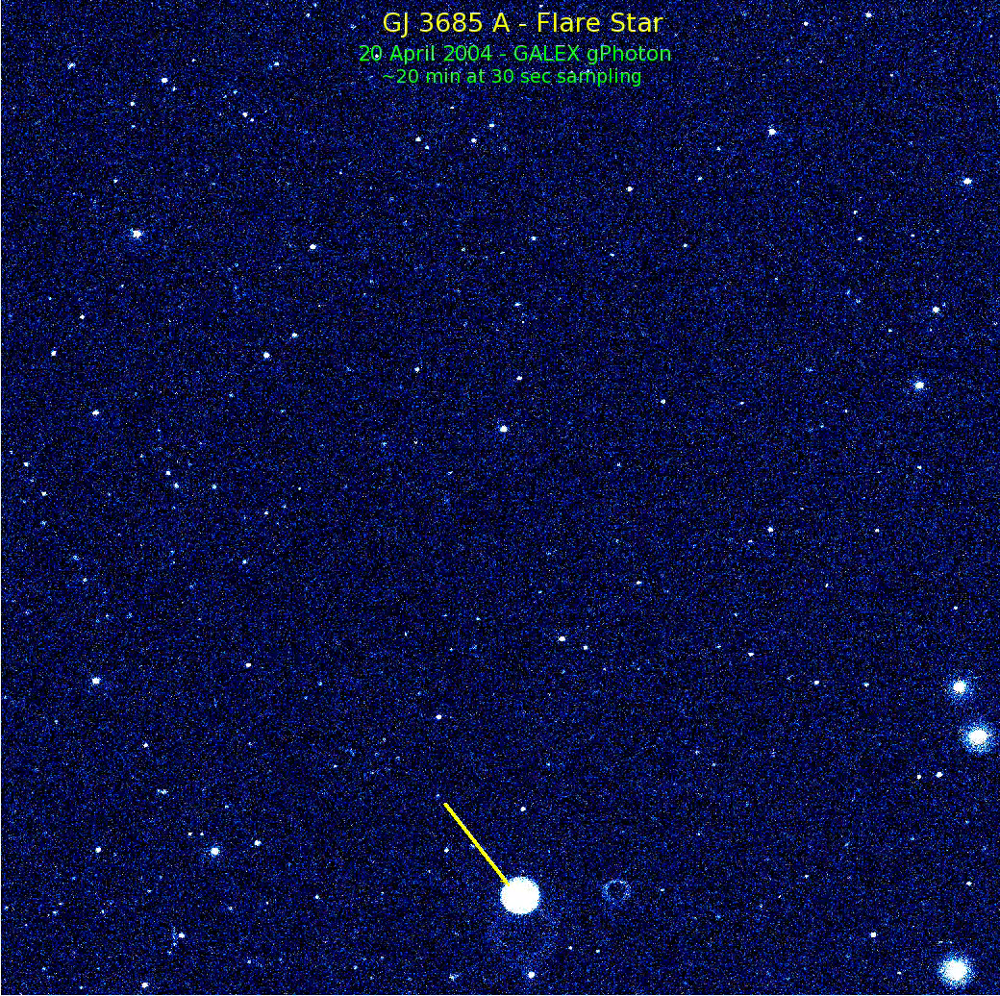 GJ 3685 A - Flare Star
20 April 2004 - GALEX gPhoton
~20 min at 30 sec sampling